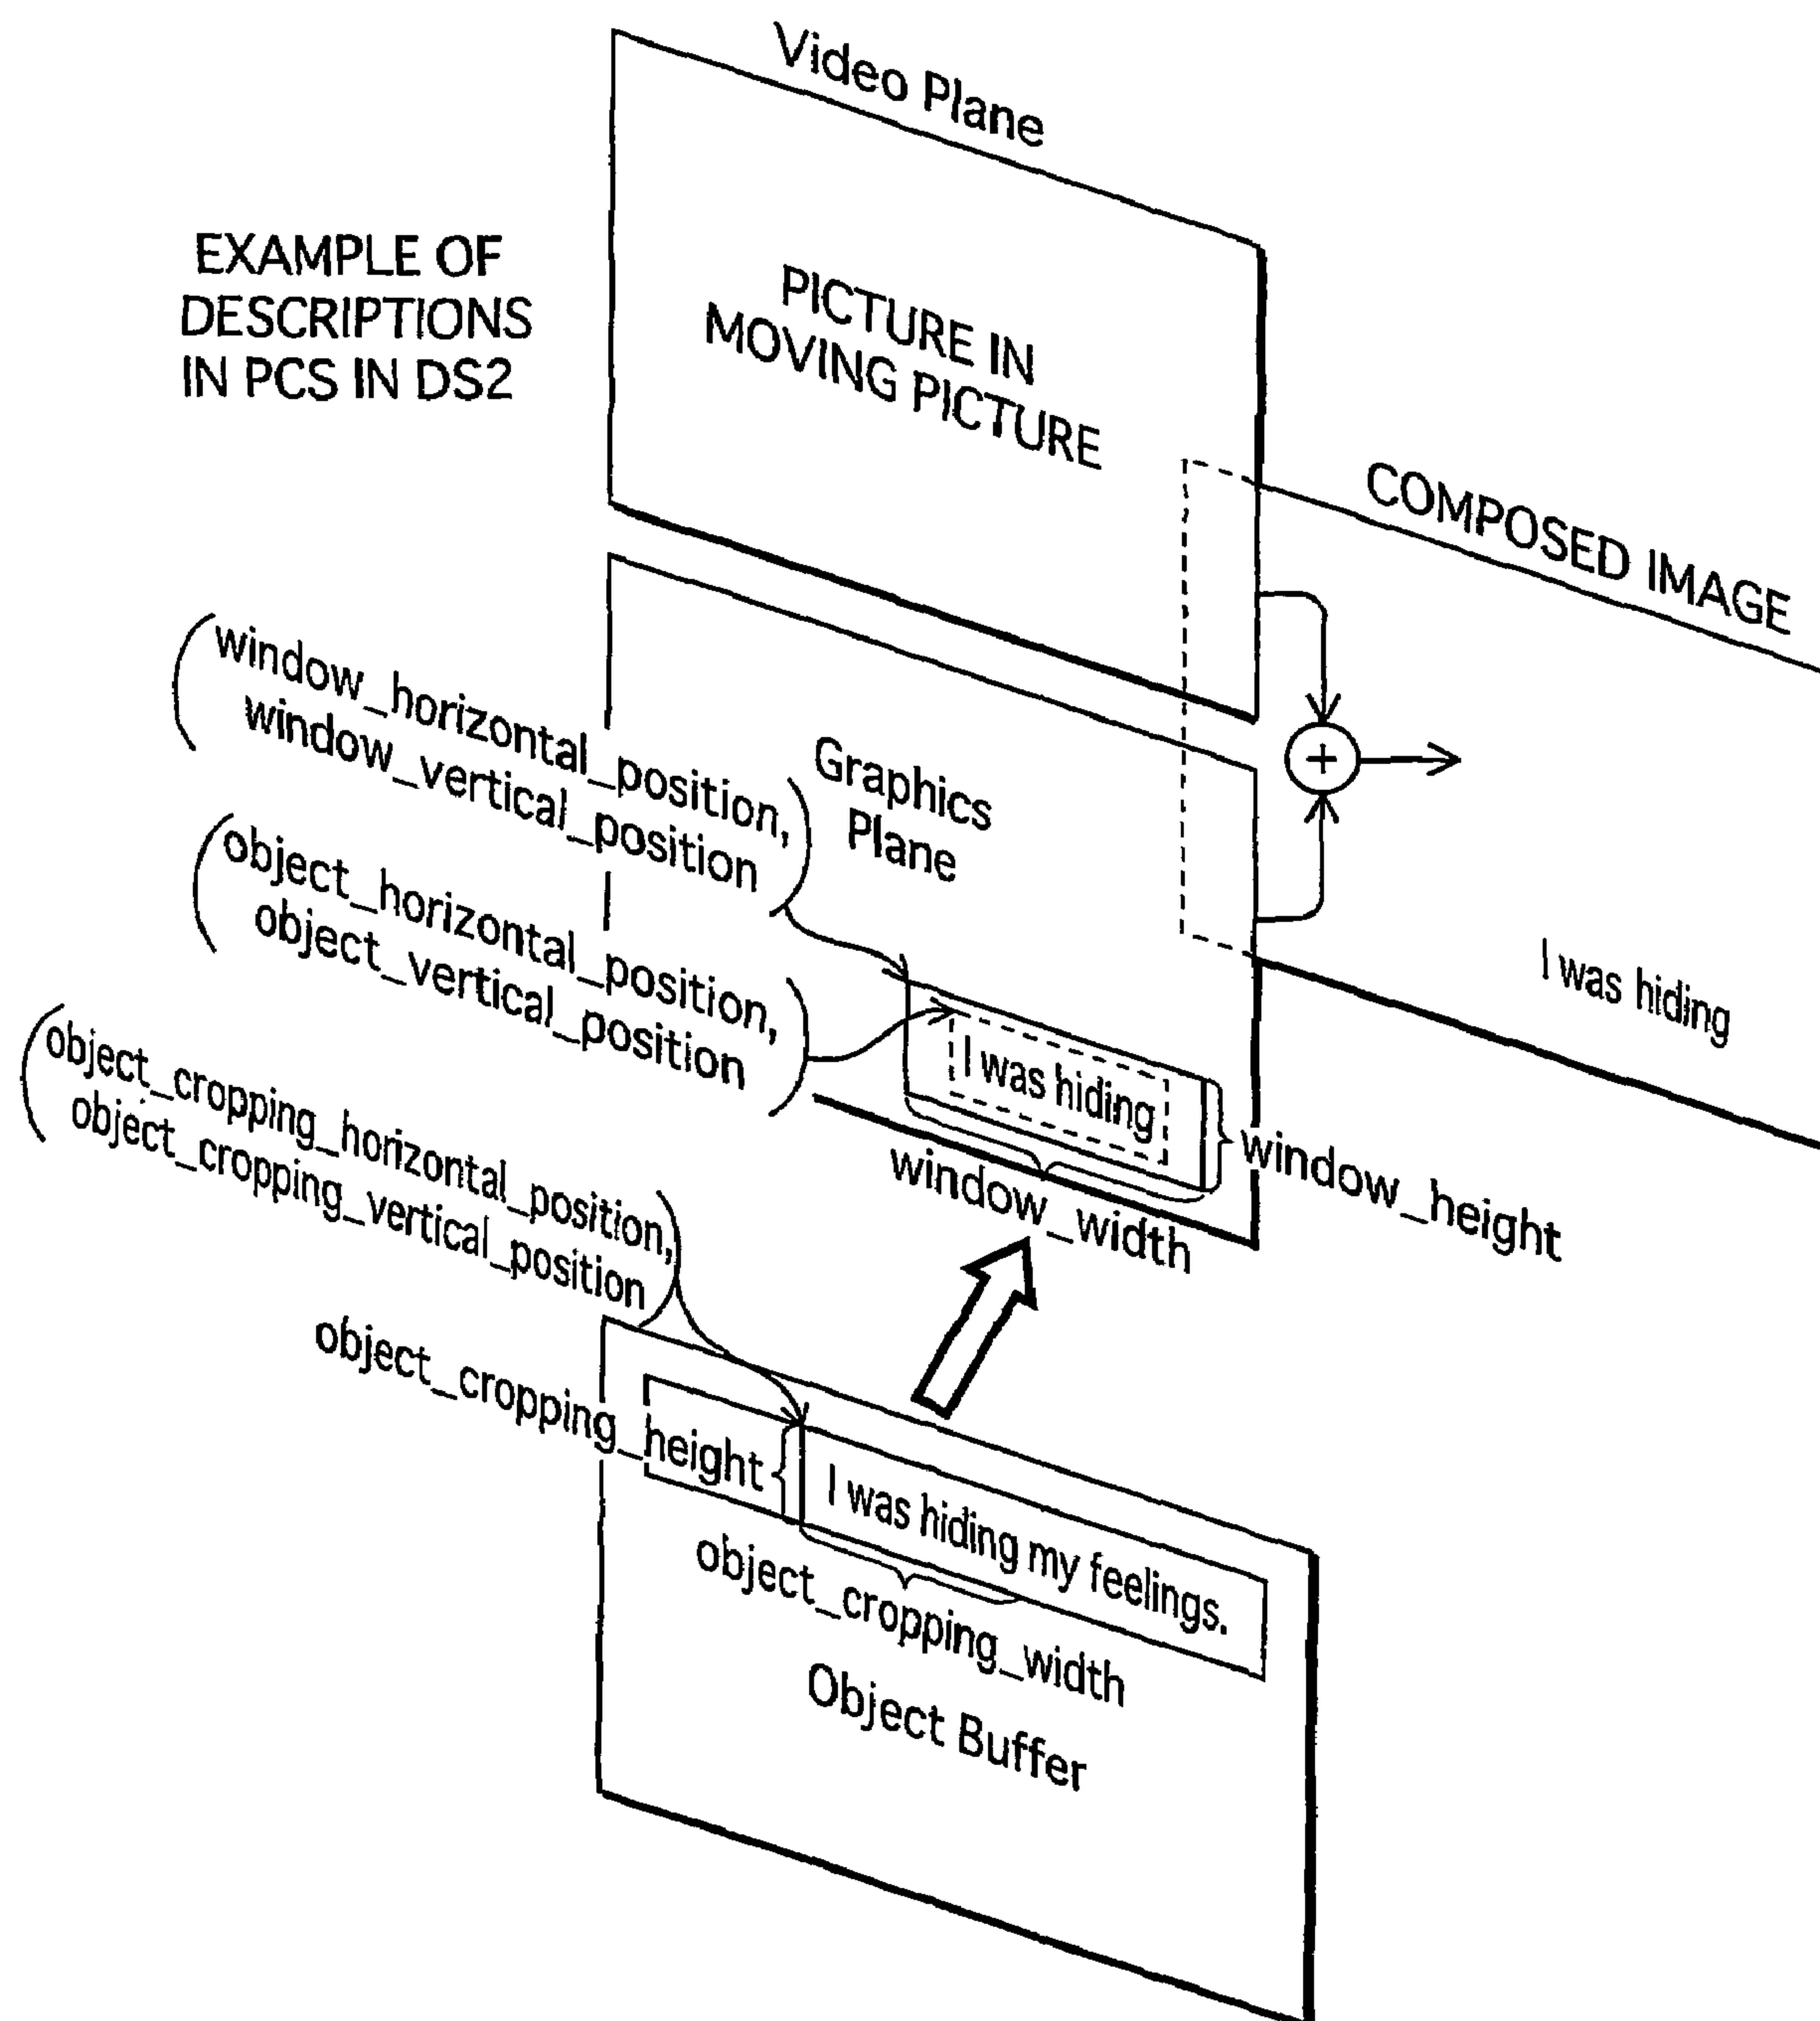 Video Plane
EXAMPLE OF
DESCRIPTIONS
IN PCS IN DS2
PICTURE IN
MOVING PICTURE
COMPOSED IMAGE
(window_horizontal_position,
window_vertical_position)
Graphics
Plane
(object_horizontal_position,
object_vertical_position)
I was hiding
I was hiding
window_height
window_width
(object_cropping_horizontal_position,
object_cropping_vertical_position)
object_cropping_height
I was hiding my feelings.
object_cropping_width
Object Buffer